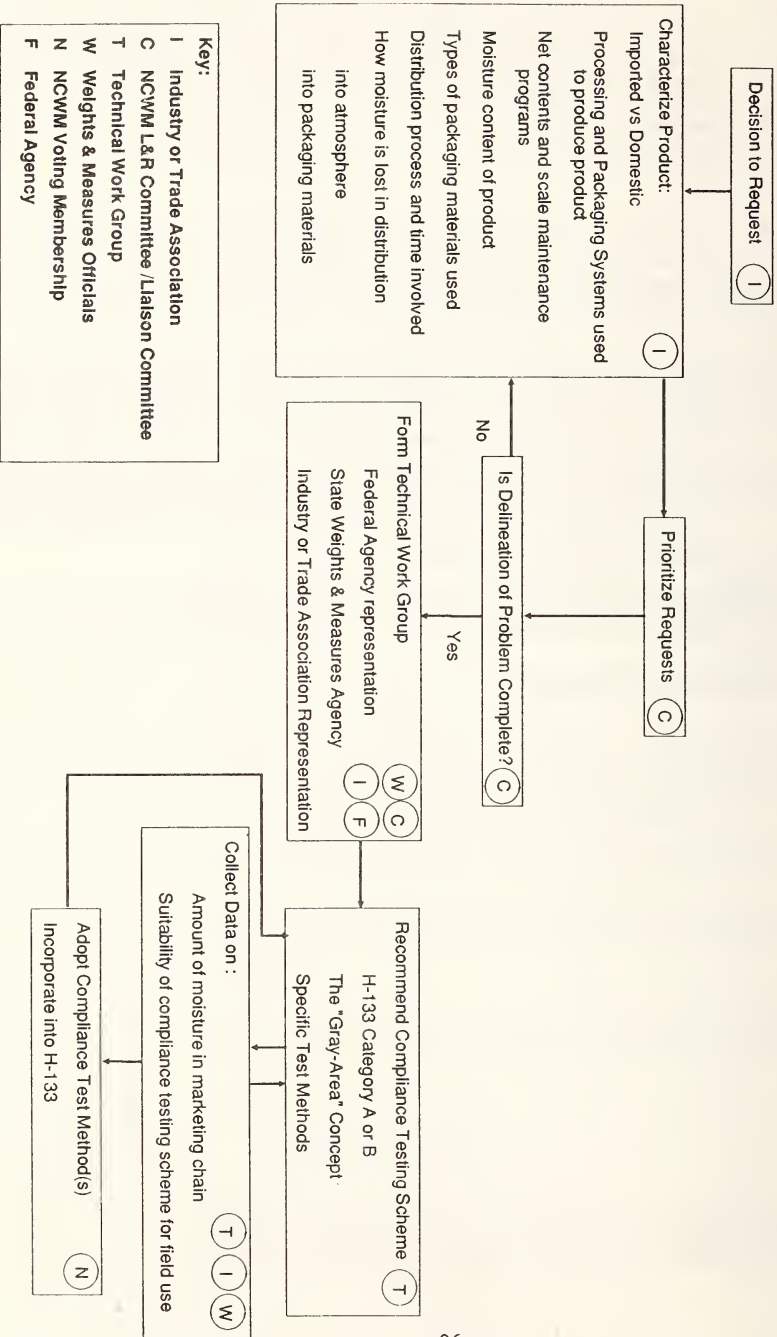 Decision to Request I
Characterize Product:
Imported vs Domestic
Processing and Packaging Systems used
to produce product
Net contents and scale maintenance
programs
Moisture content of product
Types of packaging materials used
Distribution process and time involved
How moisture is lost in distribution
into atmosphere
into packaging materials
I
Prioritize Requests C
Is Delineation of Problem Complete? C
No
Yes
Form Technical Work Group
Federal Agency representation
State Weights & Measures Agency
Industry or Trade Association Representation
W C
I F
Recommend Compliance Testing Scheme
H-133 Category A or B
The "Gray-Area" Concept
Specific Test Methods
T
Collect Data on :
Amount of moisture in marketing chain
Suitability of compliance testing scheme for field use
T I W
Adopt Compliance Test Method(s)
Incorporate into H-133
N
Key:
I Industry or Trade Association
C NCWM L&R Committee /Liaison Committee
T Technical Work Group
W Weights & Measures Officials
N NCWM Voting Membership
F Federal Agency